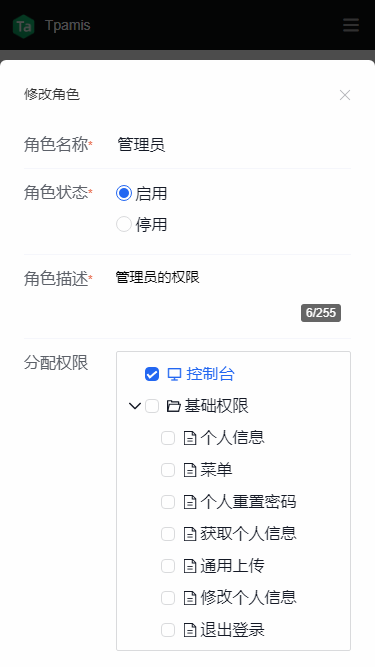 Ta Tpamis
修改角色
角色名称* 管理员
角色状态* 启用
停用
角色描述* 管理员的权限
6/255
分配权限
控制台
基础权限
个人信息
菜单
个人重置密码
获取个人信息
通用上传
修改个人信息
退出登录